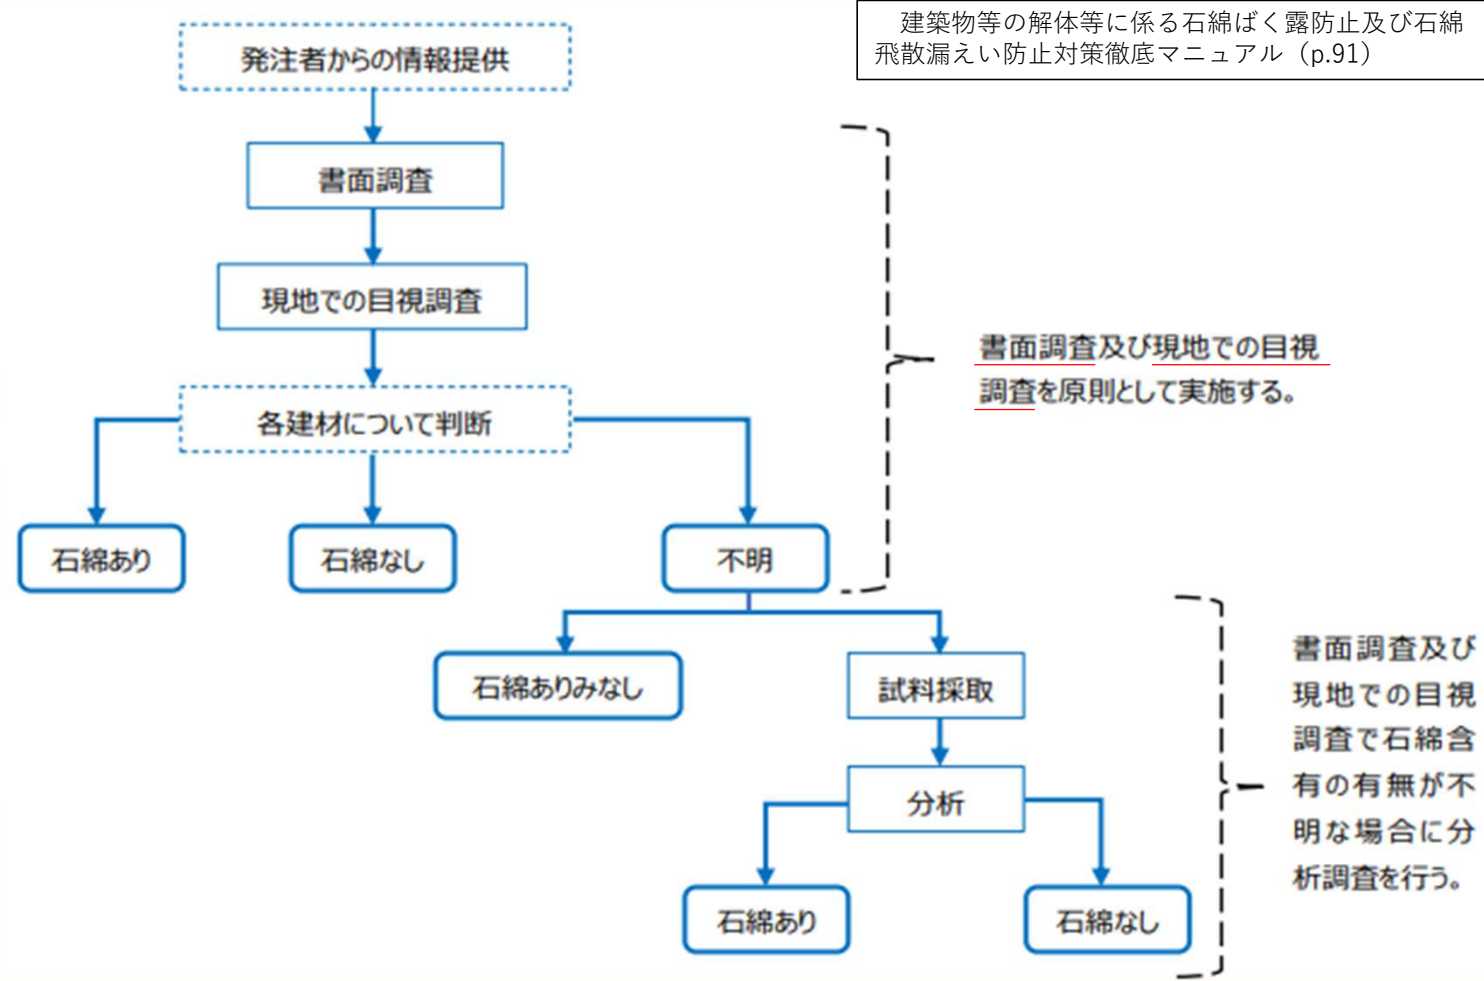 建築物等の解体等に係る石綿ばく露防止及び石綿
飛散漏えい防止対策徹底マニュアル（p.91）
発注者からの情報提供
書面調査
現地での目視調査
書面調査及び現地での目視
調査を原則として実施する。
各建材について判断
石綿あり
石綿なし
不明
石綿ありみなし
試料採取
分析
石綿あり
石綿なし
書面調査及び
現地での目視
調査で石綿含
有の有無が不
明な場合に分
析調査を行う。